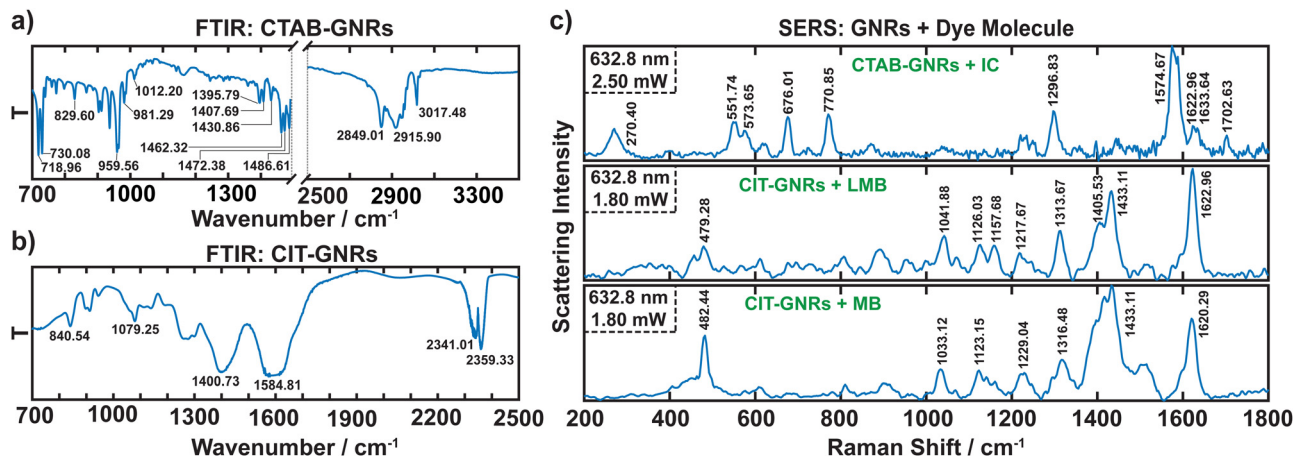 a)
FTIR: CTAB-GNRs
T
1012.20
829.60
981.29
730.08
718.96
959.56
1395.79
1407.69
1430.86
1462.32
1472.38
1486.61
2849.01
2915.90
3017.48
700 1000 1300 2500 2900 3300
Wavenumber / cm-1
b)
FTIR: CIT-GNRs
T
840.54
1079.25
1400.73
1584.81
2341.01
2359.33
700 1000 1300 1600 1900 2200 2500
Wavenumber / cm-1
c)
SERS: GNRs + Dye Molecule
Scattering Intensity
632.8 nm
2.50 mW
CTAB-GNRs + IC
270.40
551.74
573.65
676.01
770.85
1296.83
1574.67
1622.96
1633.64
1702.63
632.8 nm
1.80 mW
CIT-GNRs + LMB
479.28
1041.88
1126.03
1157.68
1217.67
1313.67
1405.53
1433.11
1622.96
632.8 nm
1.80 mW
CIT-GNRs + MB
482.44
1033.12
1123.15
1229.04
1316.48
1433.11
1620.29
200 400 600 800 1000 1200 1400 1600 1800
Raman Shift / cm-1